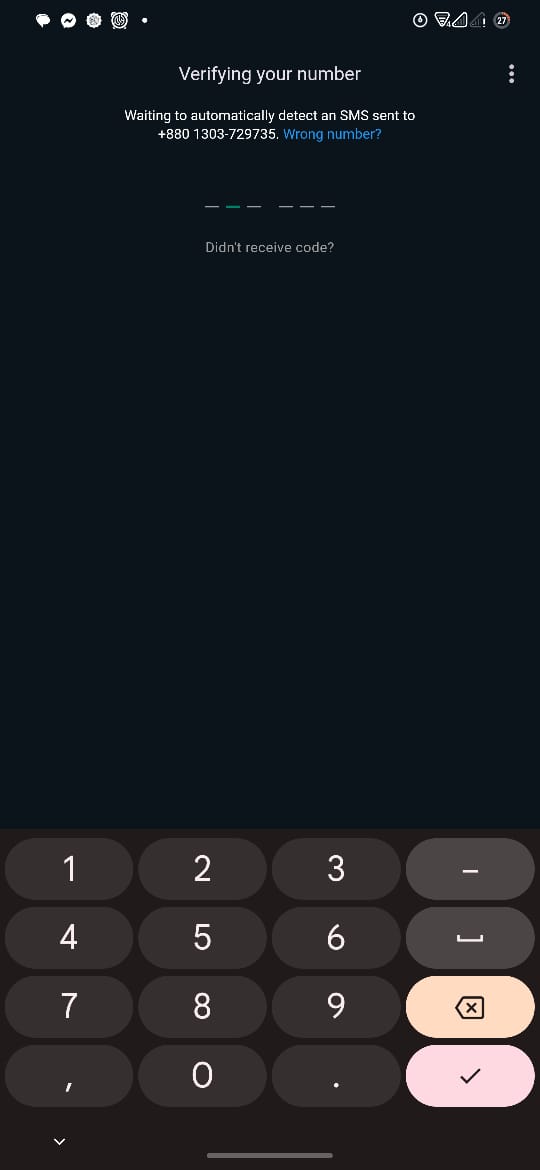 27
Verifying your number
Waiting to automatically detect an SMS sent to
+880 1303-729735. Wrong number?
Didn't receive code?
1 2 3 –
4 5 6
7 8 9
, 0 .